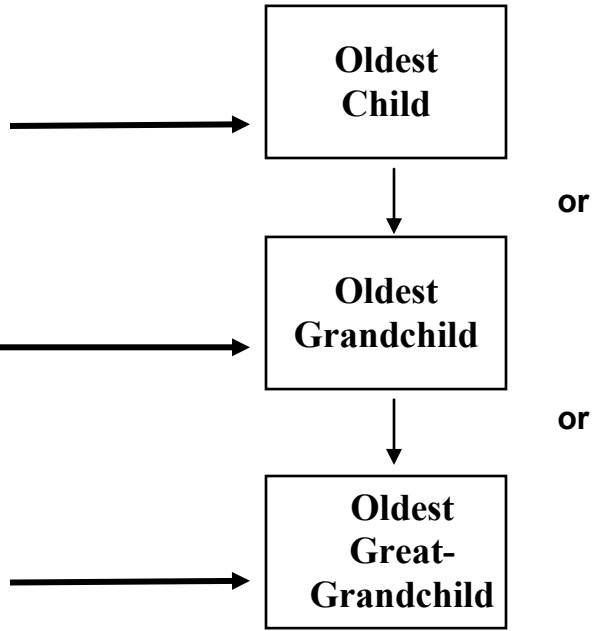 Oldest
Child
or
Oldest
Grandchild
or
Oldest
Great-
Grandchild